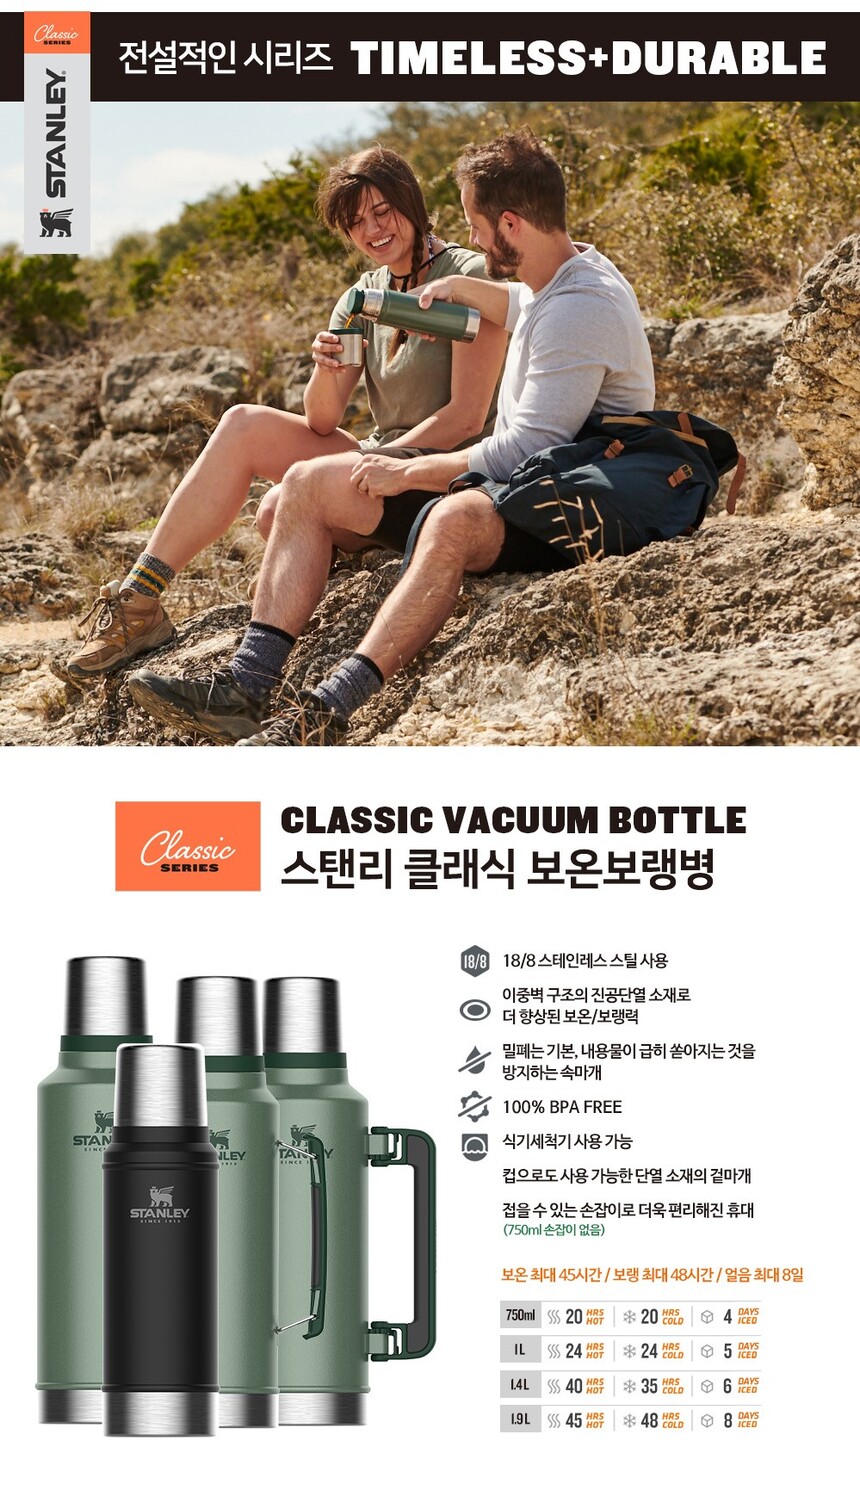 Classic
SERIES
STANLEY
전설적인 시리즈 TIMELESS+DURABLE
Classic
SERIES
CLASSIC VACUUM BOTTLE
스탠리 클래식 보온보랭병
18/8 18/8 스테인레스 스틸 사용
이중벽 구조의 진공단열 소재로
더 향상된 보온/보랭력
밀폐는 기본, 내용물이 급히 쏟아지는 것을
방지하는 속마개
100% BPA FREE
식기세척기 사용 가능
컵으로도 사용 가능한 단열 소재의 겉마개
접을 수 있는 손잡이로 더욱 편리해진 휴대
(750ml 손잡이 없음)
STANLEY
SINCE 1913
보온 최대 45시간 / 보랭 최대 48시간 / 얼음 최대 8일
750ml 20 HRS HOT 20 HRS COLD 4 DAYS ICED
1L 24 HRS HOT 24 HRS COLD 5 DAYS ICED
1.4L 40 HRS HOT 35 HRS COLD 6 DAYS ICED
1.9L 45 HRS HOT 48 HRS COLD 8 DAYS ICED